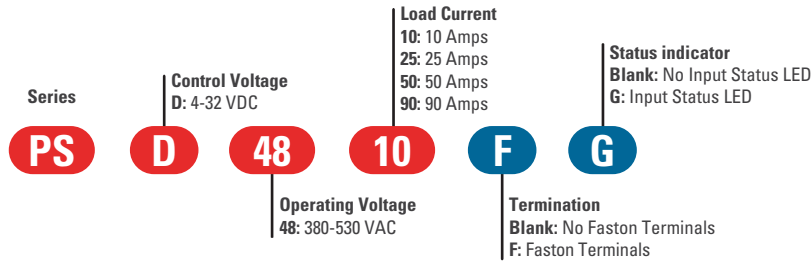 Load Current
10: 10 Amps
25: 25 Amps
50: 50 Amps
90: 90 Amps
Status indicator
Blank: No Input Status LED
G: Input Status LED
Control Voltage
D: 4-32 VDC
Series
PS D 48 10 F G
Operating Voltage
48: 380-530 VAC
Termination
Blank: No Faston Terminals
F: Faston Terminals